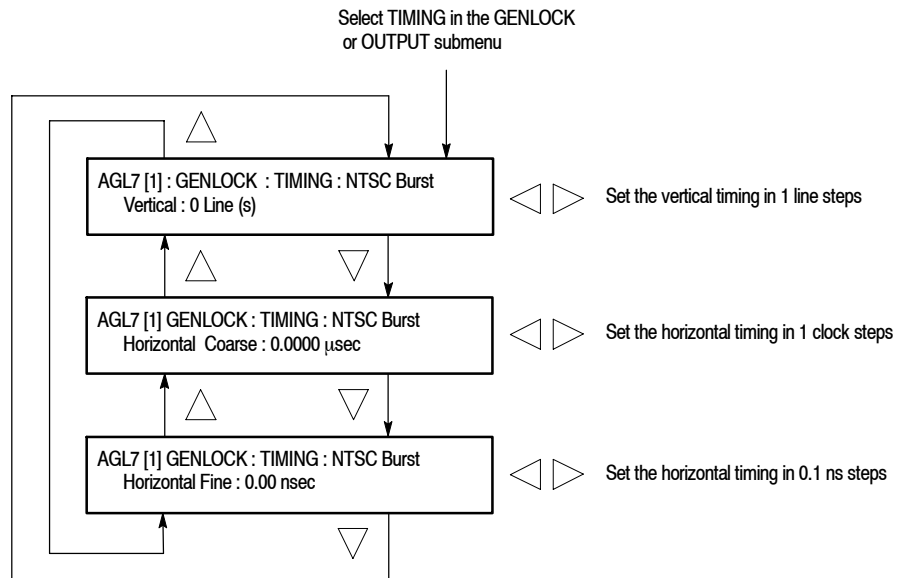 Select TIMING in the GENLOCK
or OUTPUT submenu
AGL7 [1] : GENLOCK : TIMING : NTSC Burst
Vertical : 0 Line (s)
Set the vertical timing in 1 line steps
AGL7 [1] GENLOCK : TIMING : NTSC Burst
Horizontal Coarse : 0.0000 μsec
Set the horizontal timing in 1 clock steps
AGL7 [1] GENLOCK : TIMING : NTSC Burst
Horizontal Fine : 0.00 nsec
Set the horizontal timing in 0.1 ns steps